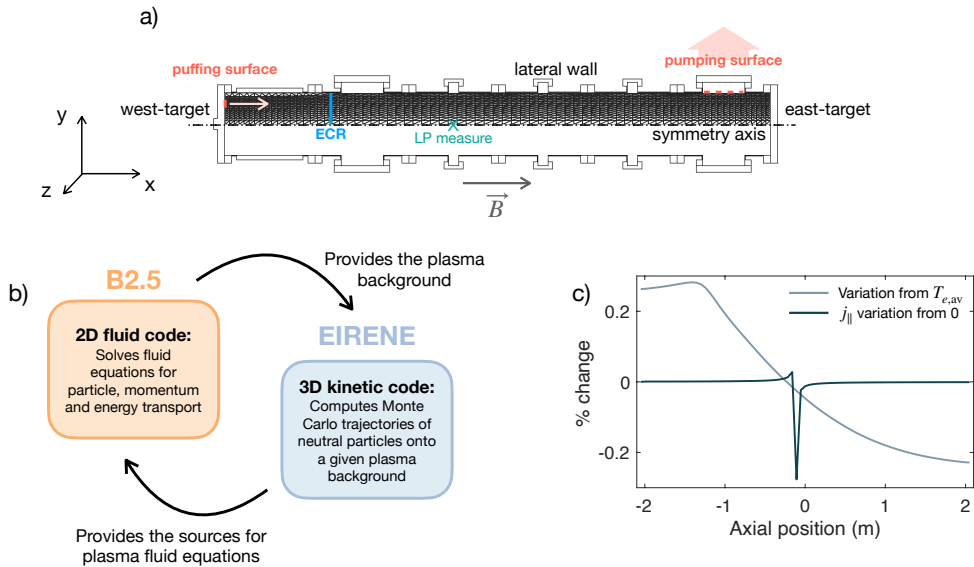 a)
puffing surface
lateral wall
pumping surface
west-target
east-target
ECR
LP measure
symmetry axis
y
z
x
B
b)
B2.5
2D fluid code:
Solves fluid
equations for
particle, momentum
and energy transport
Provides the plasma
background
EIRENE
3D kinetic code:
Computes Monte
Carlo trajectories of
neutral particles onto
a given plasma
background
Provides the sources for
plasma fluid equations
c)
Variation from T_{e,av}
j_∥ variation from 0
% change
0.2
0
-0.2
-2
-1
0
1
2
Axial position (m)